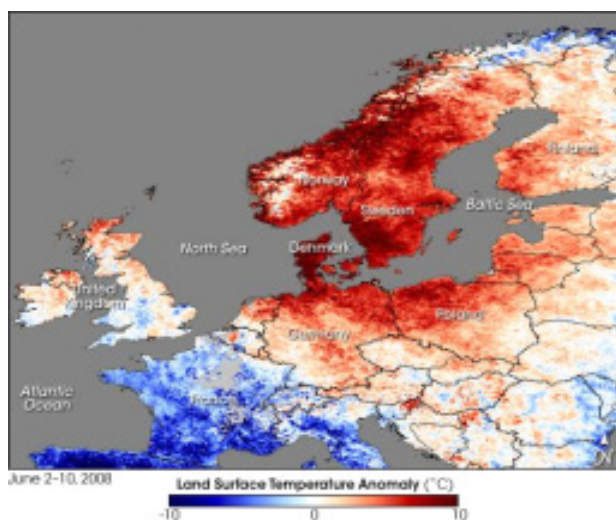 Finland
Norway
Sweden
Baltic Sea
North Sea
Denmark
United
Kingdom
Poland
Germany
Atlantic
Ocean
France
N
June 2-10, 2008
Land Surface Temperature Anomaly (°C)
-10 0 10